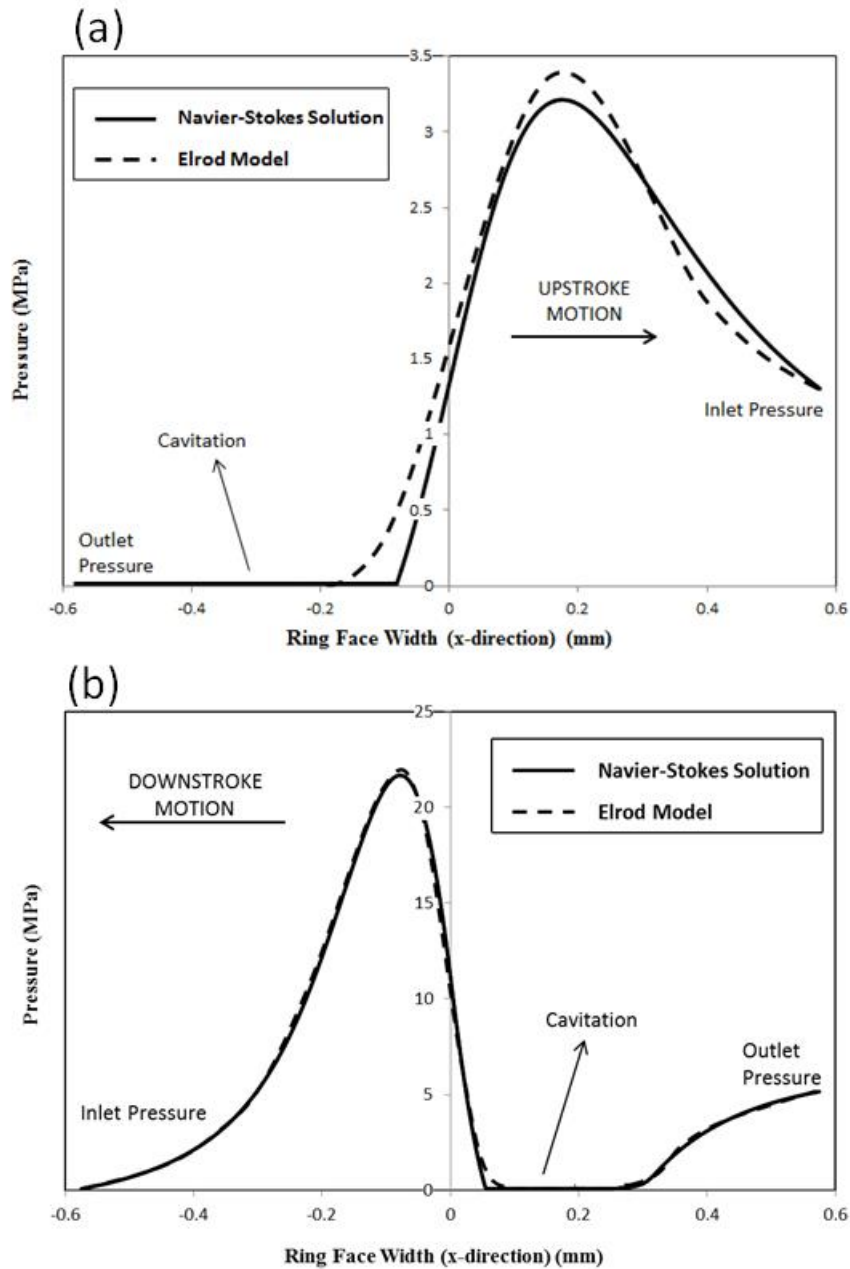 (a)
3.5
3
2.5
2
1.5
1
0.5
0
Navier-Stokes Solution
Elrod Model
Pressure (MPa)
UPSTROKE
MOTION
Inlet Pressure
Cavitation
Outlet
Pressure
-0.6
-0.4
-0.2
0
0.2
0.4
0.6
Ring Face Width (x-direction) (mm)
(b)
25
20
15
10
5
0
DOWNSTROKE
MOTION
Navier-Stokes Solution
Elrod Model
Pressure (MPa)
Cavitation
Outlet
Pressure
Inlet Pressure
-0.6
-0.4
-0.2
0
0.2
0.4
0.6
Ring Face Width (x-direction) (mm)